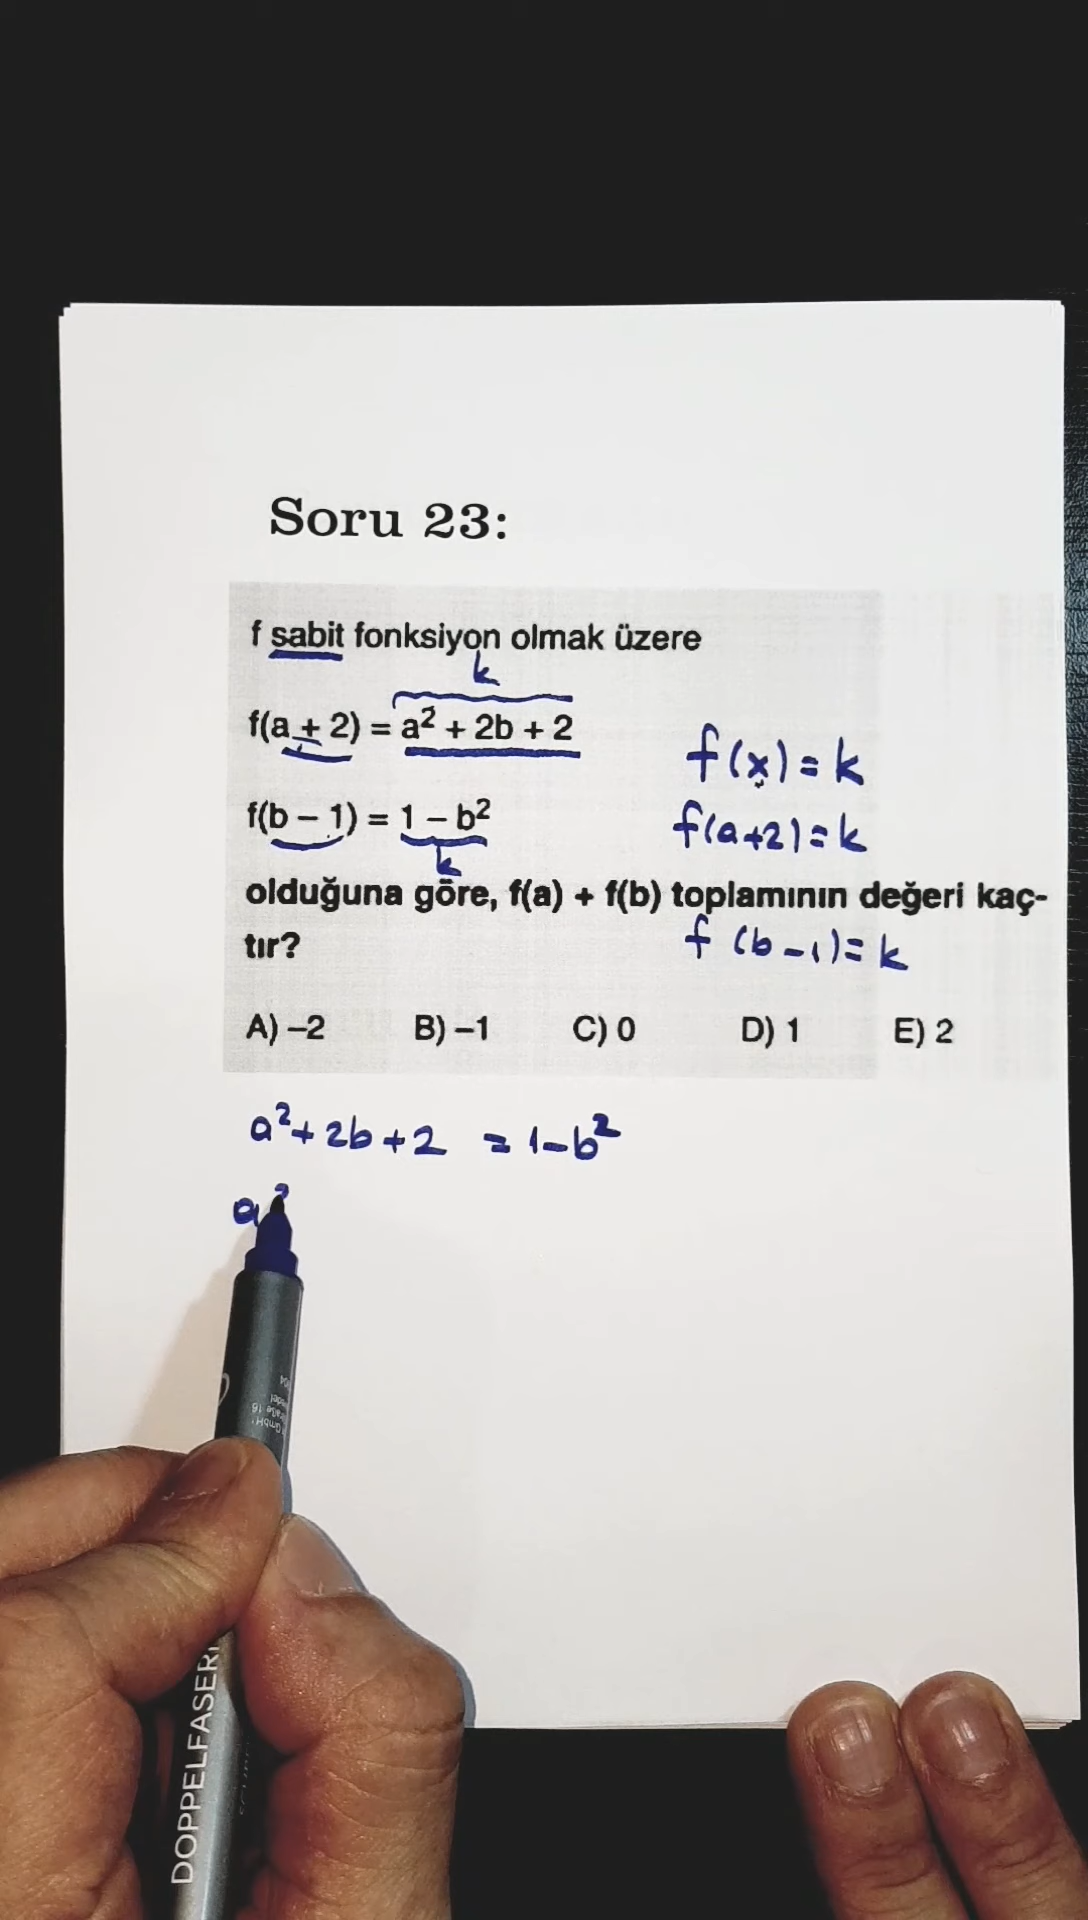 Soru 23:
f sabit fonksiyon olmak üzere
k
f(a + 2) = a² + 2b + 2
f(x) = k
f(b – 1) = 1 – b²
f(a+2) = k
k
olduğuna göre, f(a) + f(b) toplamının değeri kaç-
tır?
f (b-1) = k
A) –2 B) –1 C) 0 D) 1 E) 2
a²+2b+2 = 1-b²
a²
DOPPELFASER